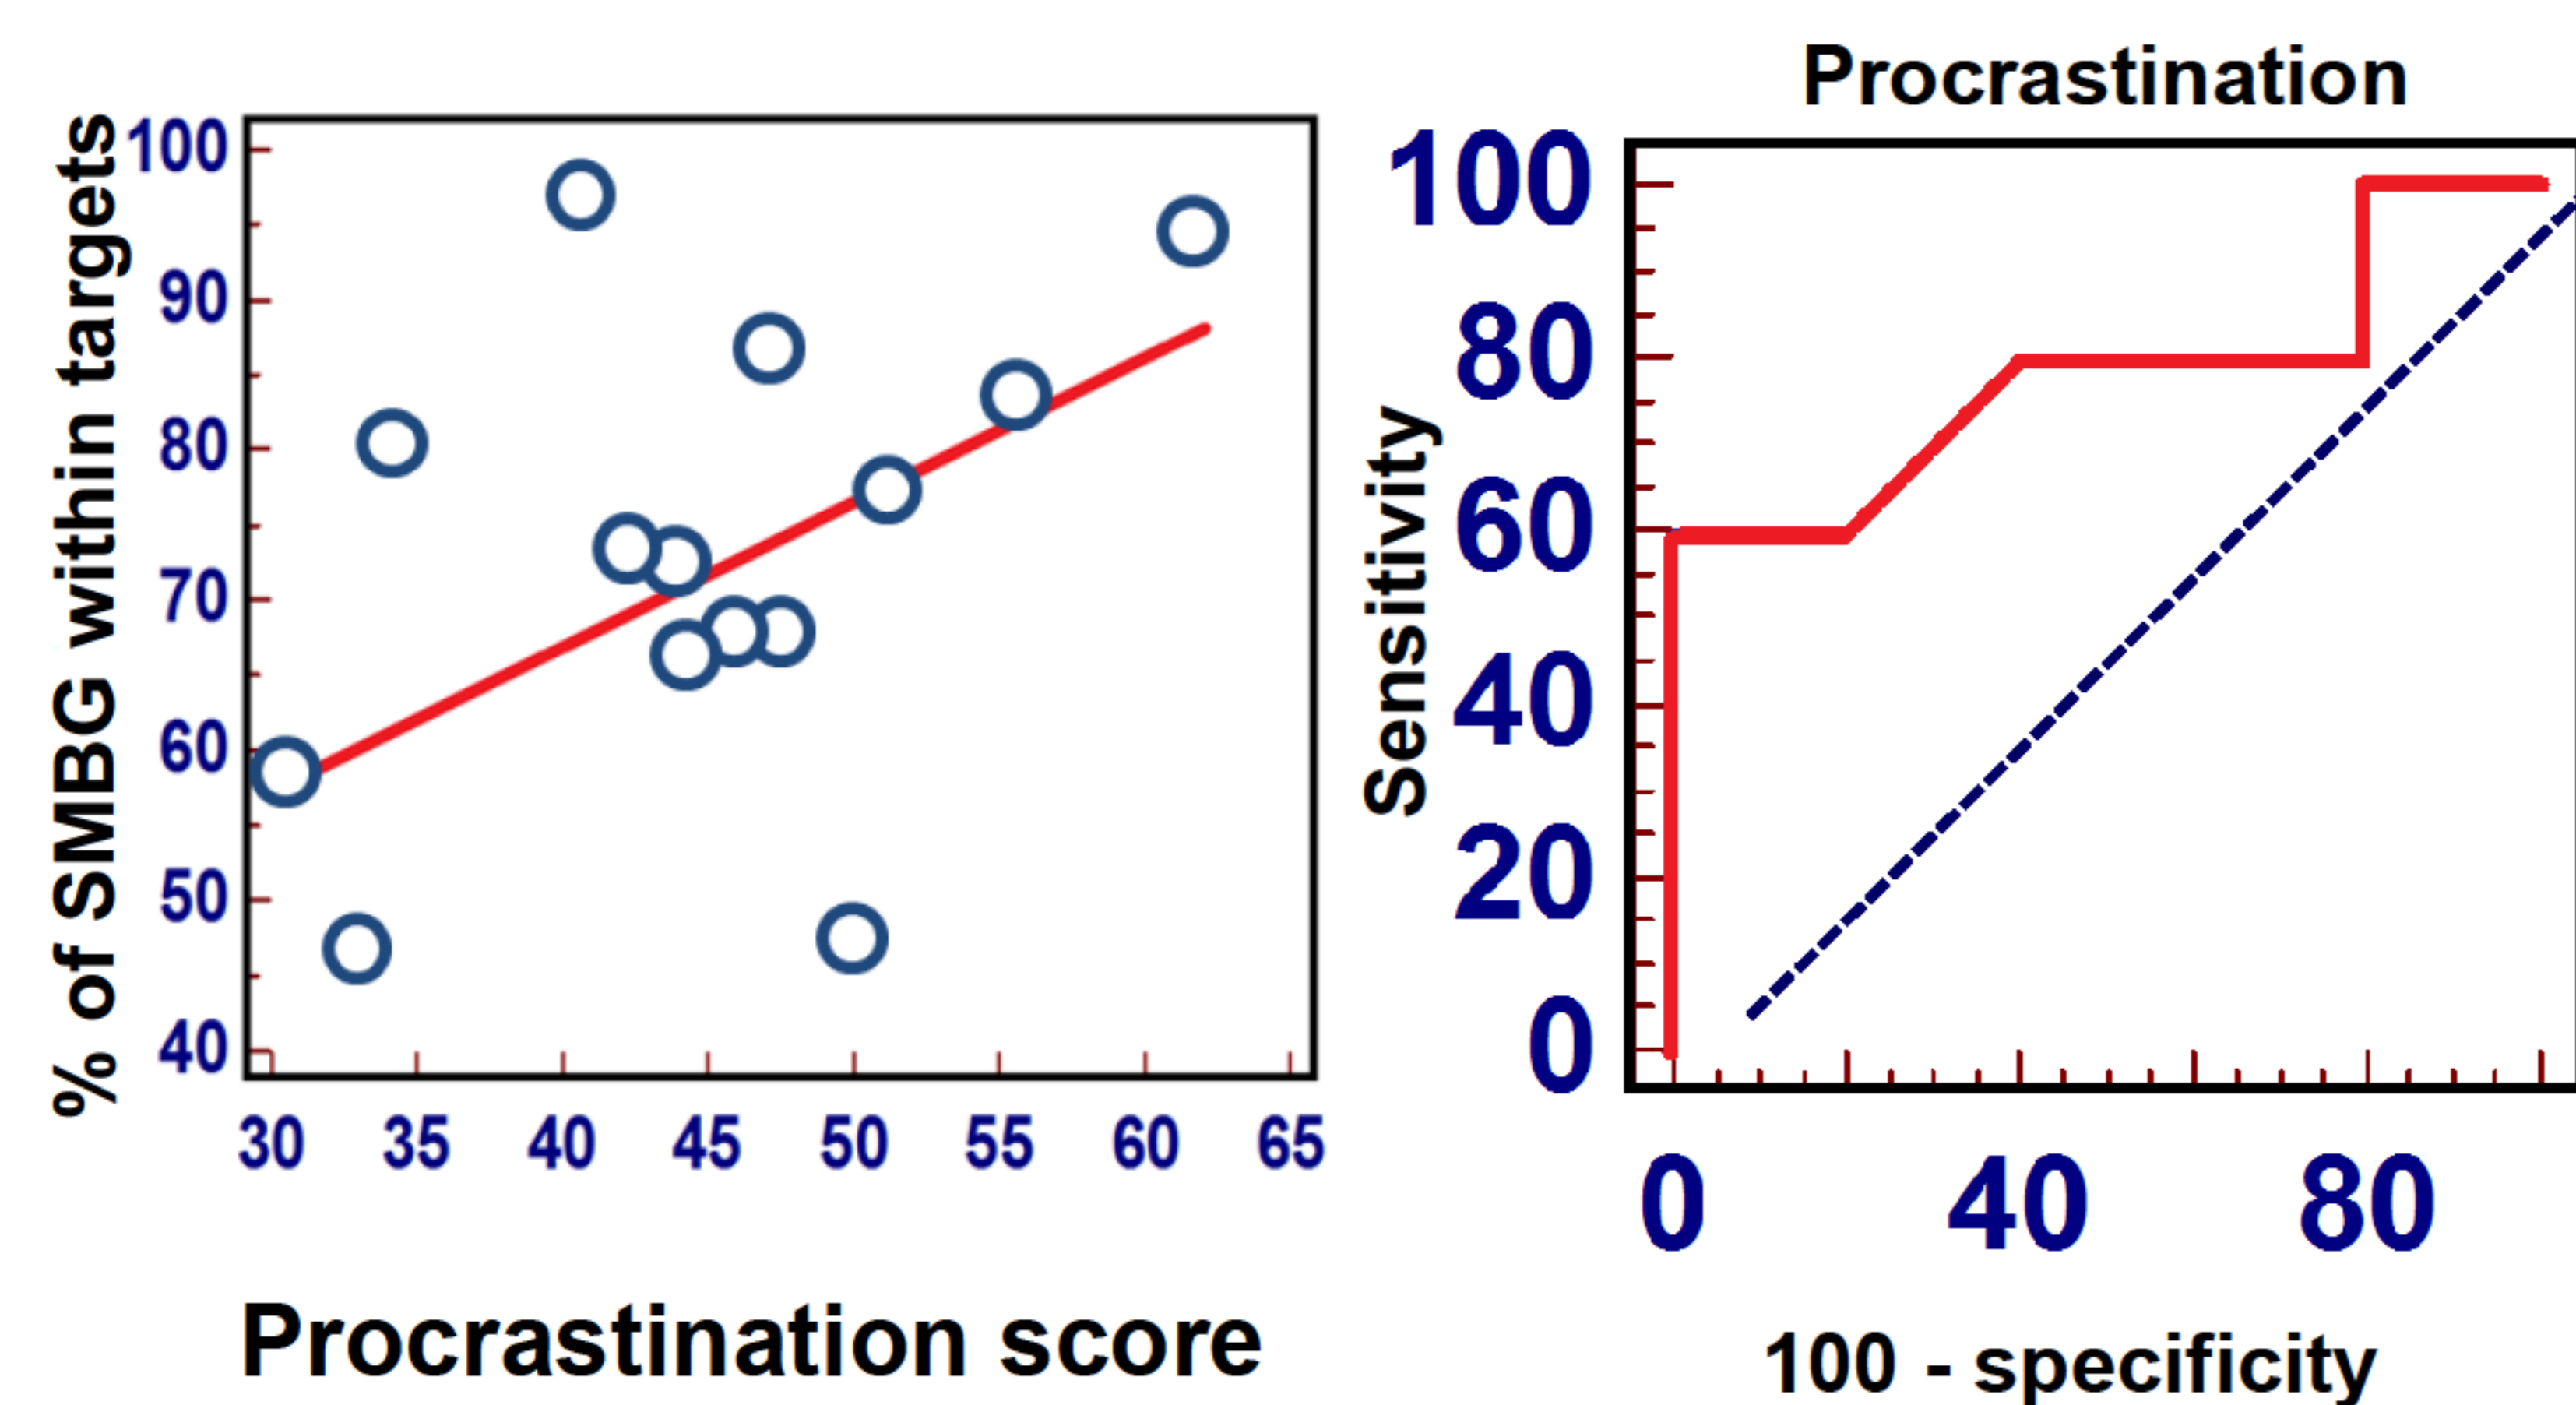 % of SMBG within targets
100
90
80
70
60
50
40
30 35 40 45 50 55 60 65
Procrastination score
Procrastination
Sensitivity
100
80
60
40
20
0
0 40 80
100 - specificity